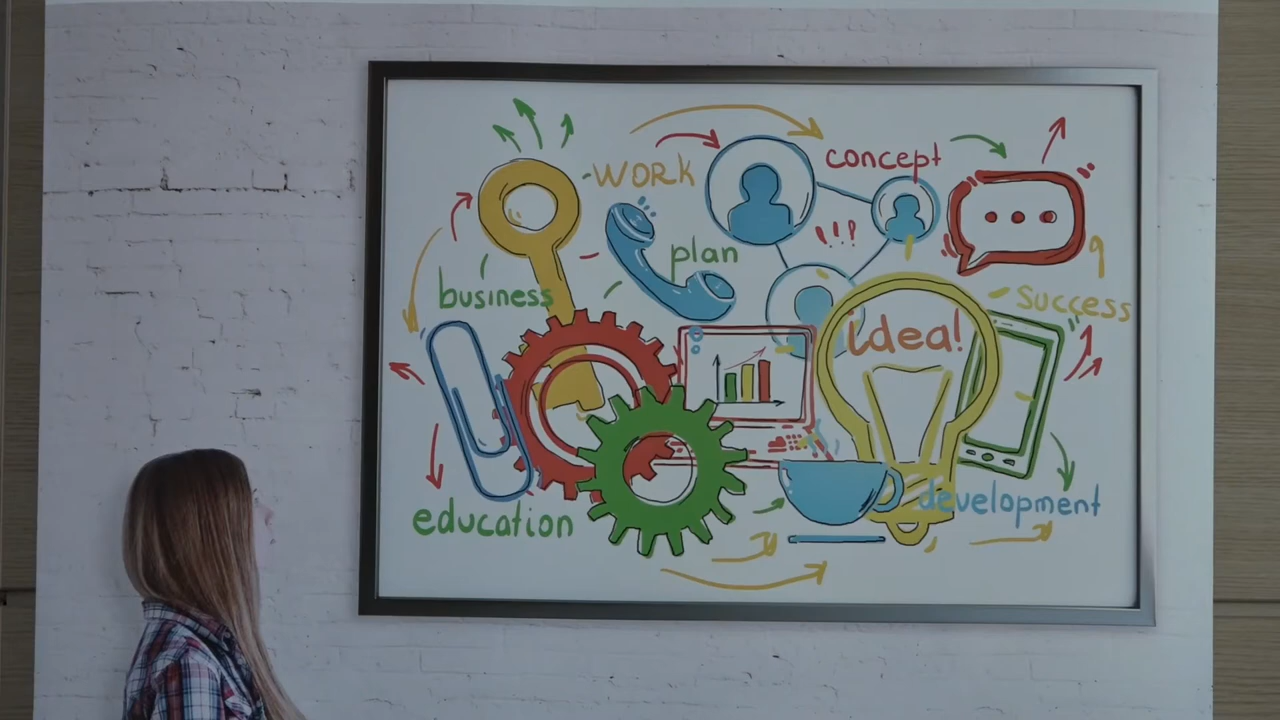 WORK
concept
plan
business
success
idea!
education
development